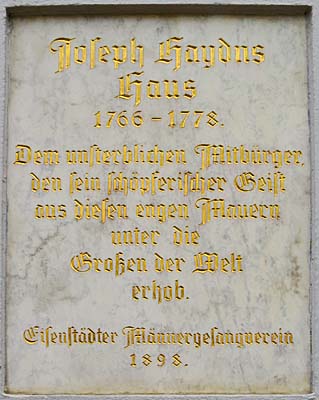 Joseph Haydns
Haus
1766 – 1778.
Dem unsterblichen Mitbürger,
den sein schöpferischer Geist
aus diesen engen Mauern
unter die
Großen der Welt
erhob.
Eisenstädter Männergesangverein
1898.